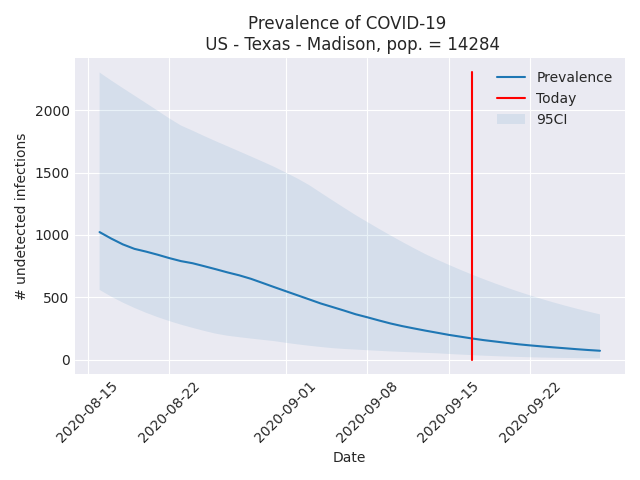 Prevalence of COVID-19
US - Texas - Madison, pop. = 14284
Prevalence
Today
95CI
# undetected infections
2000
1500
1000
500
0
2020-08-15
2020-08-22
2020-09-01
2020-09-08
2020-09-15
2020-09-22
Date